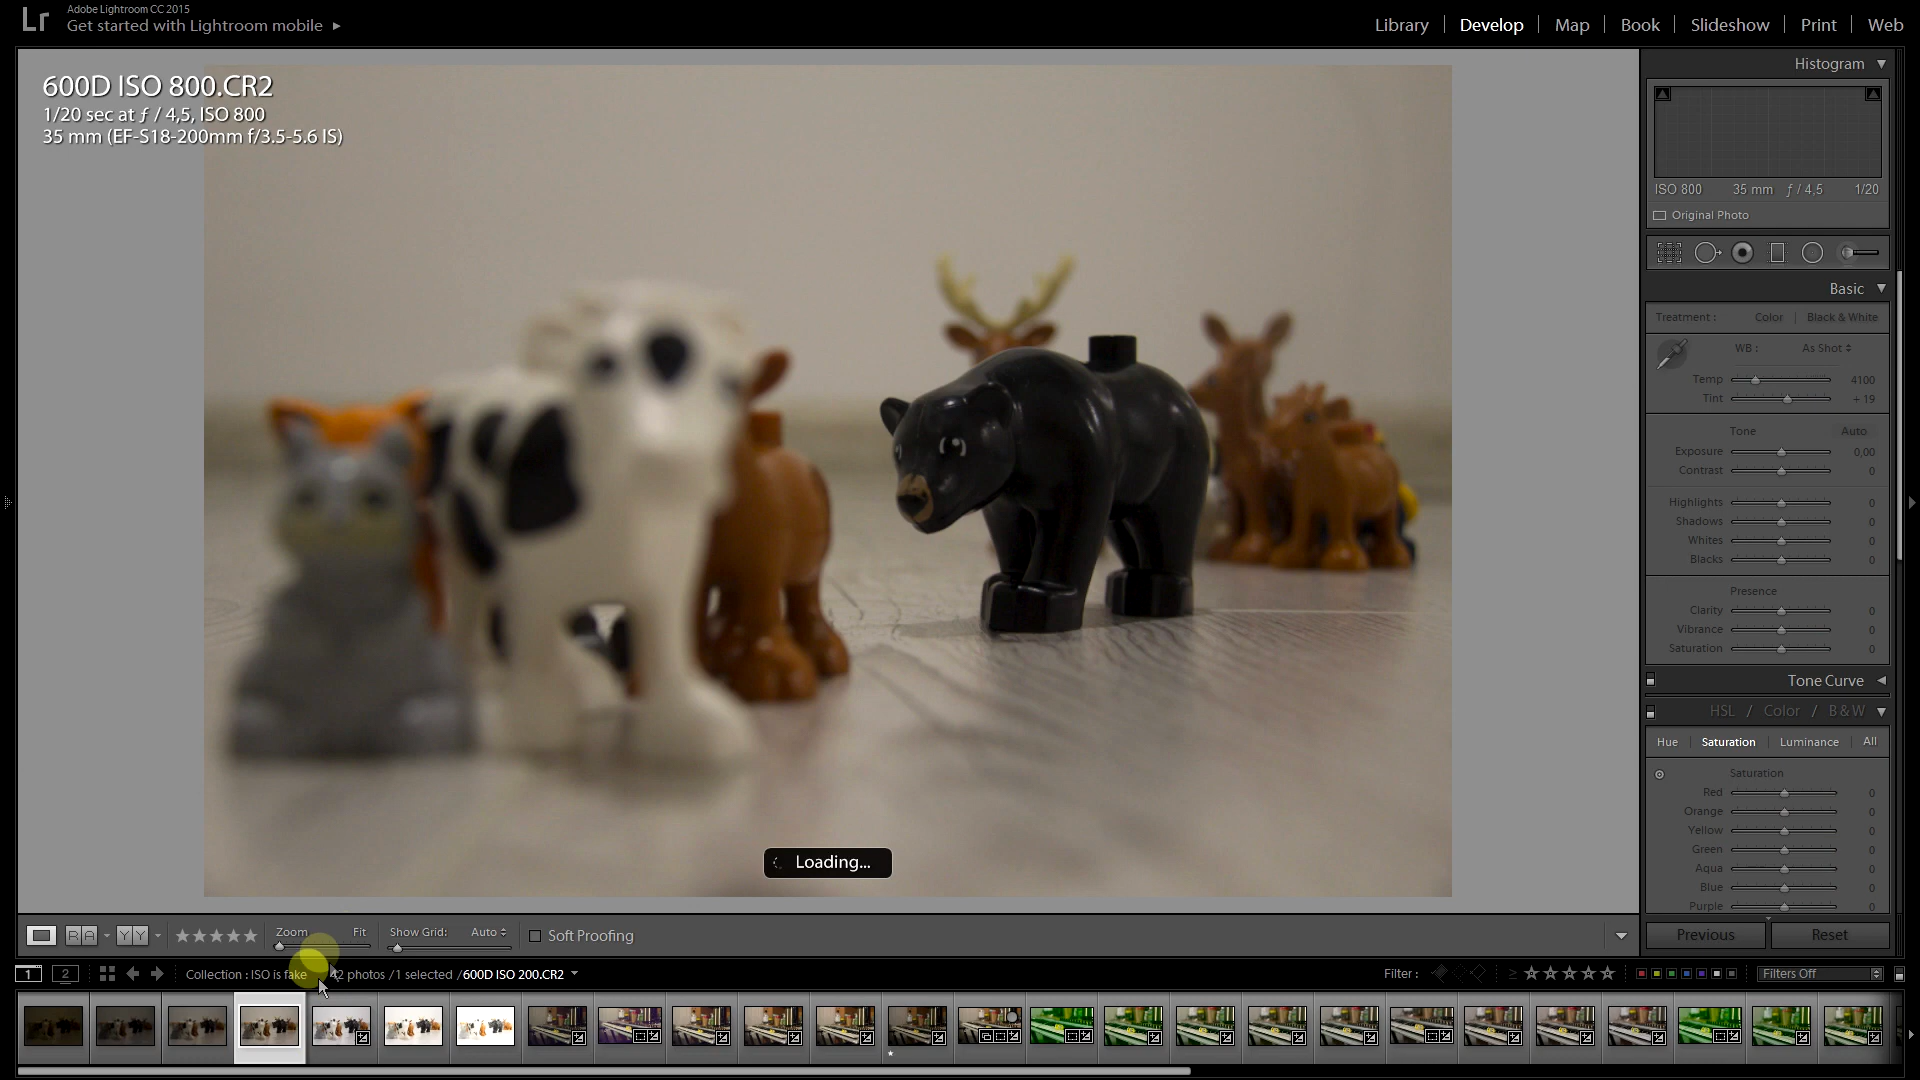 Lr
Adobe Lightroom CC 2015
Get started with Lightroom mobile
Library Develop Map Book Slideshow Print Web
600D ISO 800.CR2
1/20 sec at ƒ / 4,5, ISO 800
35 mm (EF-S18-200mm f/3.5-5.6 IS)
Loading...
Histogram
ISO 800 35 mm ƒ / 4,5 1/20
Original Photo
Basic
Treatment : Color Black & White
WB : As Shot
Temp 4100
Tint + 19
Tone Auto
Exposure 0,00
Contrast 0
Highlights 0
Shadows 0
Whites 0
Blacks 0
Presence
Clarity 0
Vibrance 0
Saturation 0
Tone Curve
HSL / Color / B & W
Hue Saturation Luminance All
Saturation
Red 0
Orange 0
Yellow 0
Green 0
Aqua 0
Blue 0
Purple 0
Previous Reset
R A Y Y Zoom Fit Show Grid: Auto Soft Proofing
1 2 Collection : ISO is fake photos / 1 selected / 600D ISO 200.CR2 Filter : Filters Off